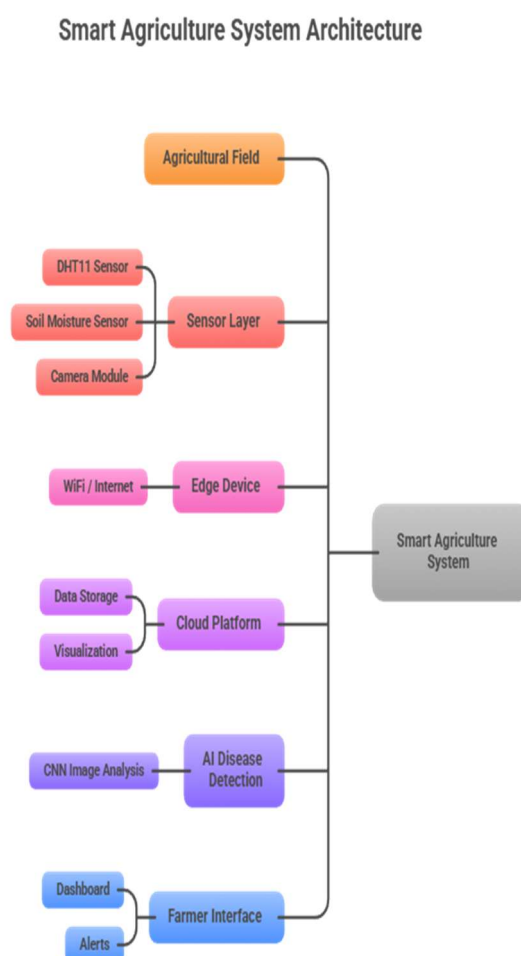 Smart Agriculture System Architecture
Agricultural Field
DHT11 Sensor
Soil Moisture Sensor
Camera Module
Sensor Layer
WiFi / Internet
Edge Device
Smart Agriculture
System
Data Storage
Visualization
Cloud Platform
CNN Image Analysis
AI Disease
Detection
Dashboard
Alerts
Farmer Interface